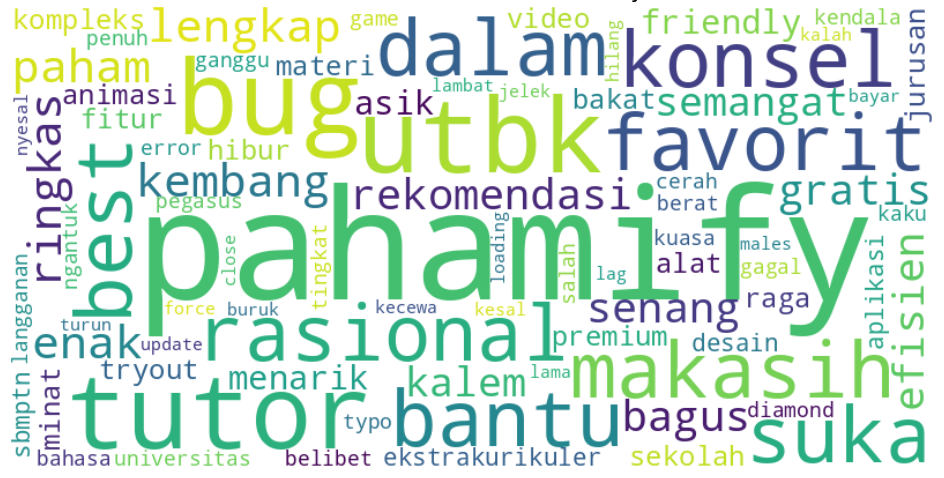 kompleks
lengkap
game
video
friendly
kendala
penuh
dalam
hilang
konsel
kalah
jurusan
paham
ganggu
materi
bug
lambat
jelek
bakat
semangat
bayar
nyesal
ringkas
animasi
asik
utbk
favorit
fitur
best
error
hibur
kembang
rekomendasi
cerah
gratis
berat
kaku
pegasus
pahamify
ngantuk
close
tingkat
loading
salah
lag
kuasa
males
alat
gagal
aplikasi
efisien
langganan
force
buruk
kecewa
kesal
senang
raga
turun
enak
update
rasional
premium
desain
sbmptn
minat
tryout
menarik
kalem
lama
makasih
tutor
typo
bantu
bagus
diamond
suka
bahasa
universitas
belibet
ekstrakurikuler
sekolah